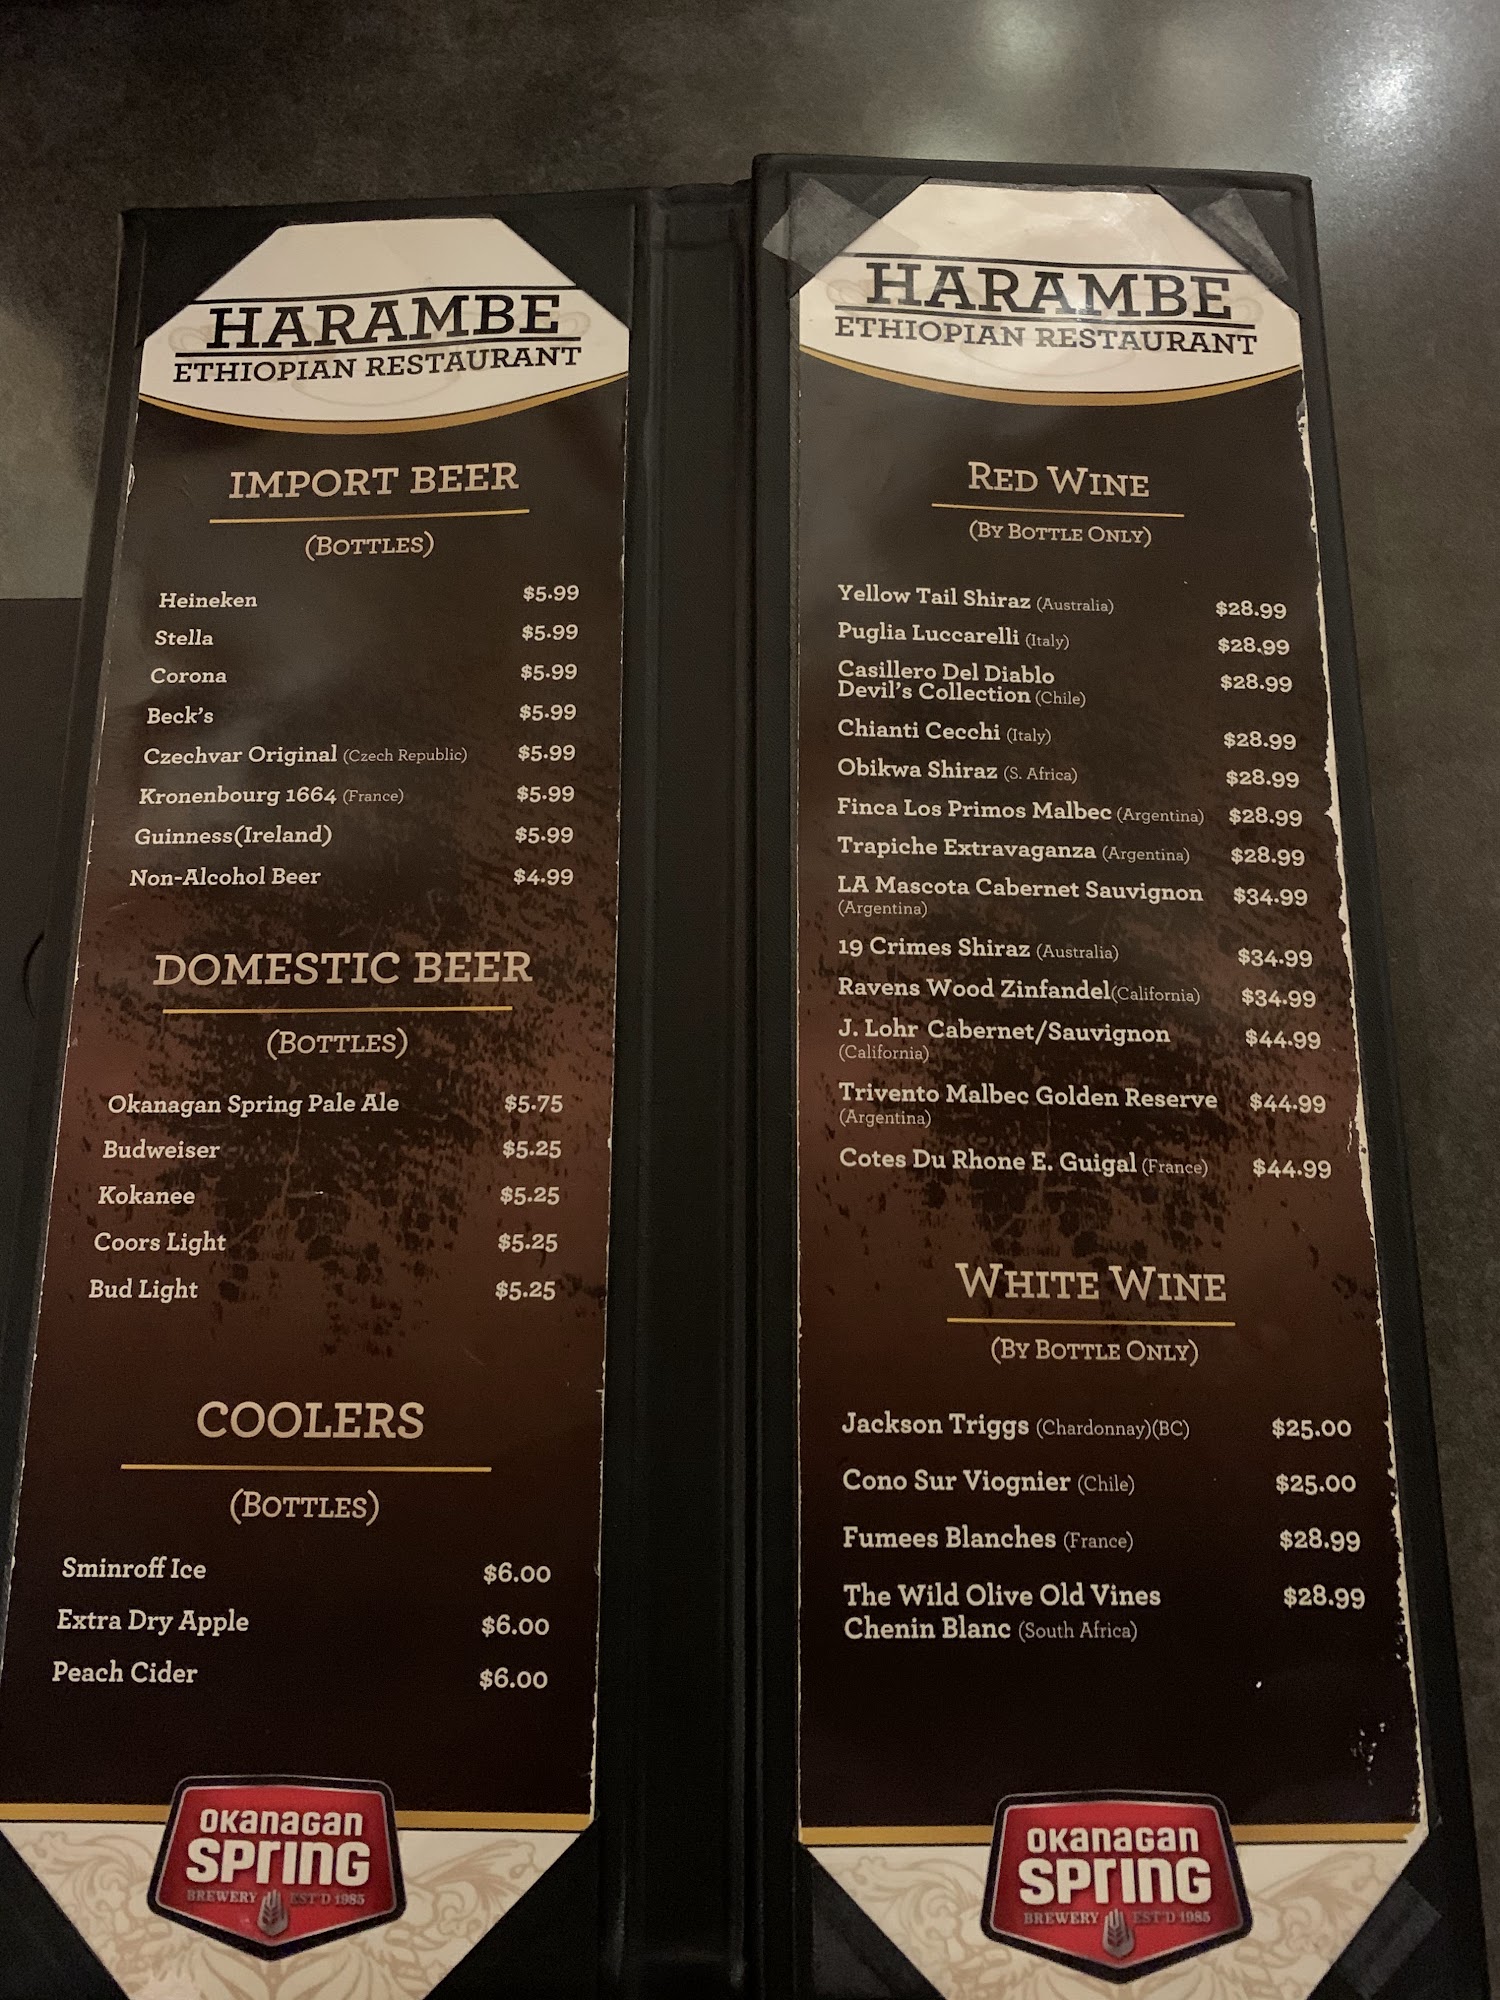 HARAMBE
ETHIOPIAN RESTAURANT
IMPORT BEER
(BOTTLES)
Heineken $5.99
Stella $5.99
Corona $5.99
Beck's $5.99
Czechvar Original (Czech Republic) $5.99
Kronenbourg 1664 (France) $5.99
Guinness(Ireland) $5.99
Non-Alcohol Beer $4.99
DOMESTIC BEER
(BOTTLES)
Okanagan Spring Pale Ale $5.75
Budweiser $5.25
Kokanee $5.25
Coors Light $5.25
Bud Light $5.25
COOLERS
(BOTTLES)
Sminroff Ice $6.00
Extra Dry Apple $6.00
Peach Cider $6.00
OKanaGan
SPrING
BREWERY EST'D 1985
HARAMBE
ETHIOPIAN RESTAURANT
RED WINE
(BY BOTTLE ONLY)
Yellow Tail Shiraz (Australia) $28.99
Puglia Luccarelli (Italy) $28.99
Casillero Del Diablo $28.99
Devil's Collection (Chile)
Chianti Cecchi (Italy) $28.99
Obikwa Shiraz (S. Africa) $28.99
Finca Los Primos Malbec (Argentina) $28.99
Trapiche Extravaganza (Argentina) $28.99
LA Mascota Cabernet Sauvignon $34.99
(Argentina)
19 Crimes Shiraz (Australia) $34.99
Ravens Wood Zinfandel(California) $34.99
J. Lohr Cabernet/Sauvignon $44.99
(California)
Trivento Malbec Golden Reserve $44.99
(Argentina)
Cotes Du Rhone E. Guigal (France) $44.99
WHITE WINE
(BY BOTTLE ONLY)
Jackson Triggs (Chardonnay)(BC) $25.00
Cono Sur Viognier (Chile) $25.00
Fumees Blanches (France) $28.99
The Wild Olive Old Vines $28.99
Chenin Blanc (South Africa)
OKanaGan
SPrING
BREWERY EST'D 1985